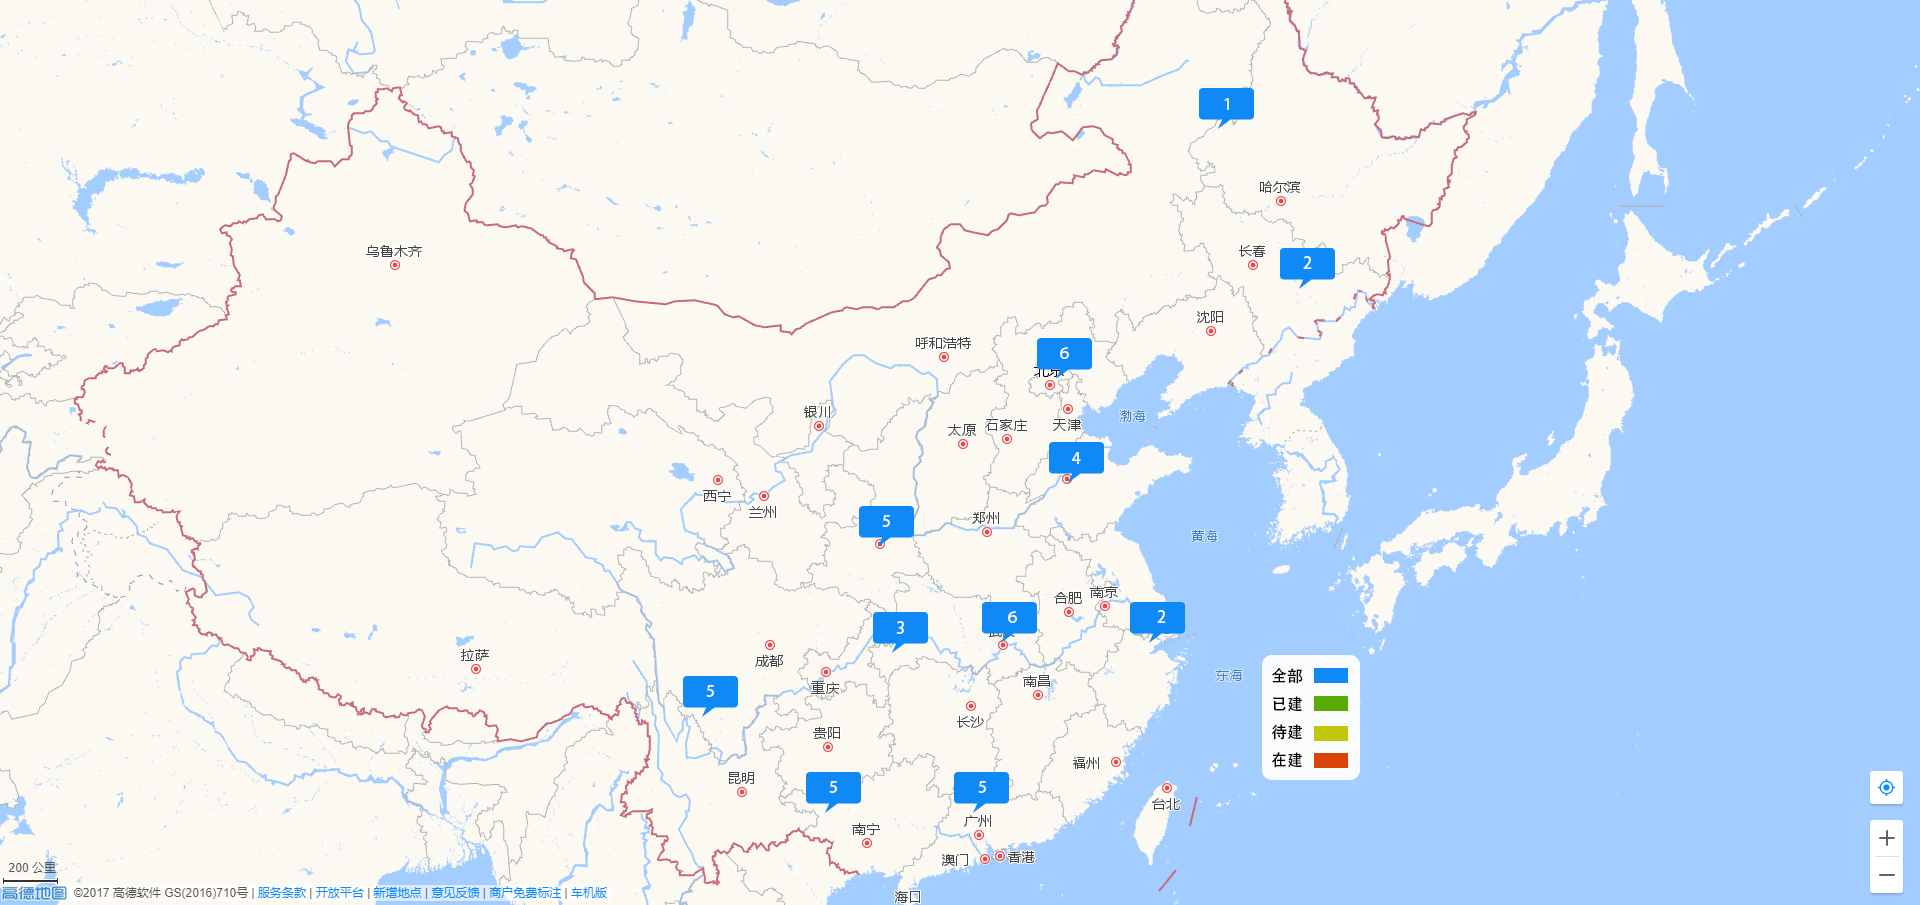 1
哈尔滨
乌鲁木齐
长春
2
沈阳
呼和浩特
6
北京
银川
渤海
太原
石家庄
天津
4
西宁
兰州
5
郑州
黄海
合肥
南京
3
6
2
拉萨
成都
重庆
南昌
东海
5
长沙
贵阳
福州
昆明
5
5
台北
广州
南宁
澳门
香港
海口
全部
已建
待建
在建
200 公里
高德地图 ©2017 高德软件 GS(2016)710号 | 服务条款 | 开放平台 | 新增地点 | 意见反馈 | 商户免费标注 | 车机版